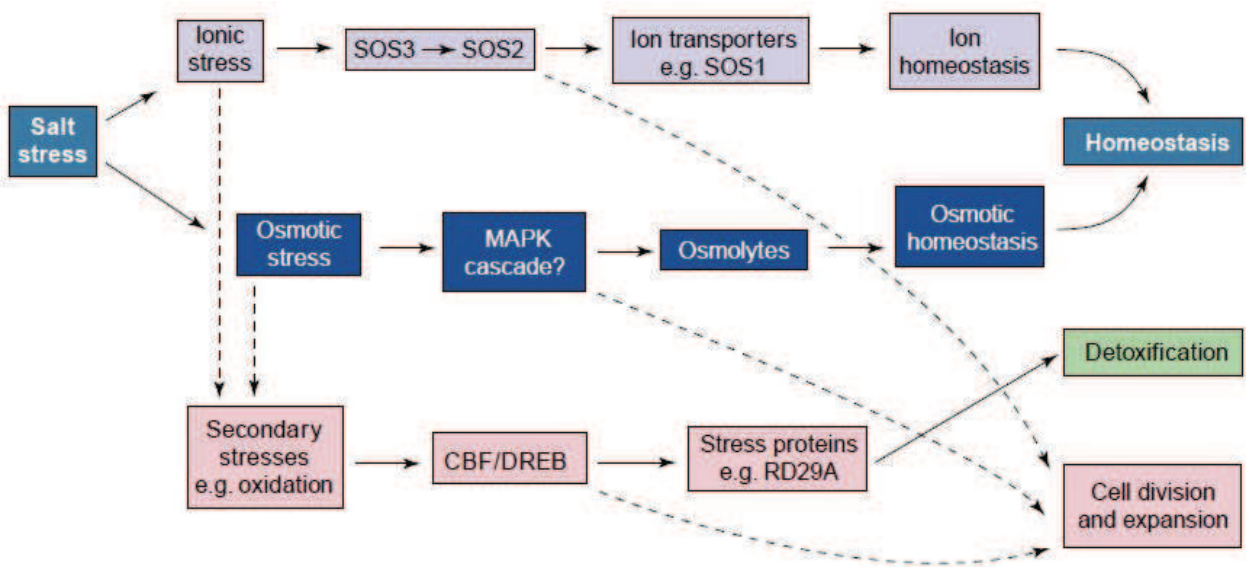 Ionic
stress
SOS3 → SOS2
Ion transporters
e.g. SOS1
Ion
homeostasis
Salt
stress
Homeostasis
Osmotic
stress
MAPK
cascade?
Osmolytes
Osmotic
homeostasis
Detoxification
Secondary
stresses
e.g. oxidation
CBF/DREB
Stress proteins
e.g. RD29A
Cell division
and expansion